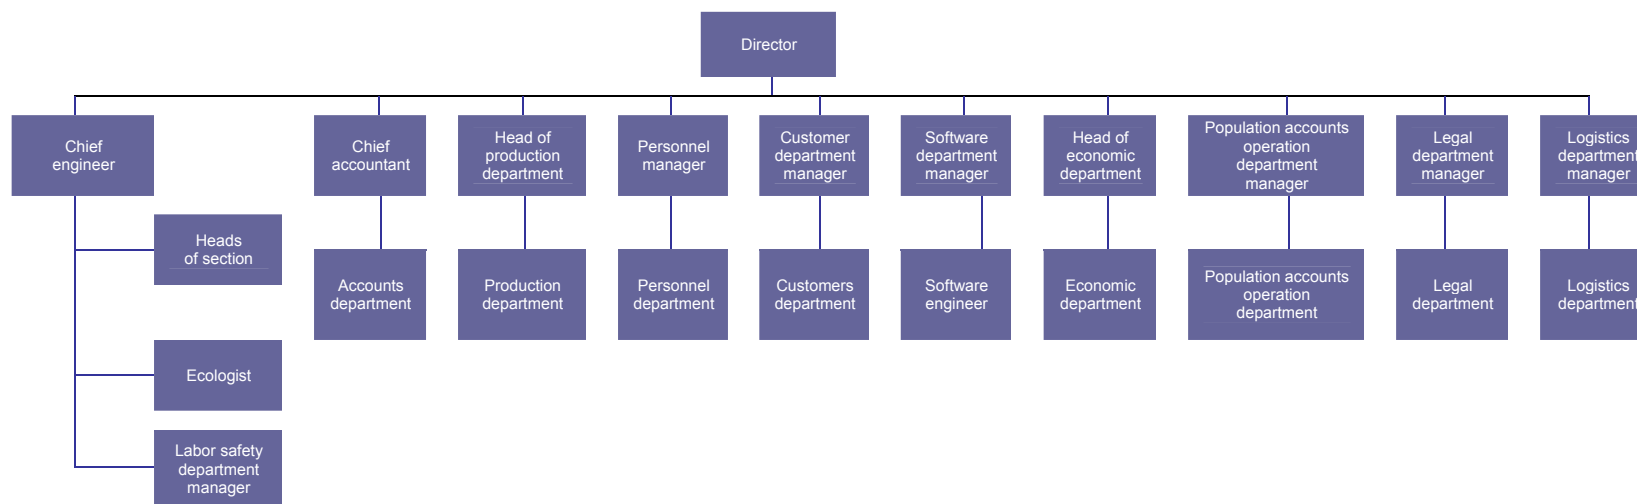 Director
Chief
engineer
Chief
accountant
Head of
production
department
Personnel
manager
Customer
department
manager
Software
department
manager
Head of
economic
department
Population accounts
operation
department
manager
Legal
department
manager
Logistics
department
manager
Heads
of section
Accounts
department
Production
department
Personnel
department
Customers
department
Software
engineer
Economic
department
Population accounts
operation
department
Legal
department
Logistics
department
Ecologist
Labor safety
department
manager